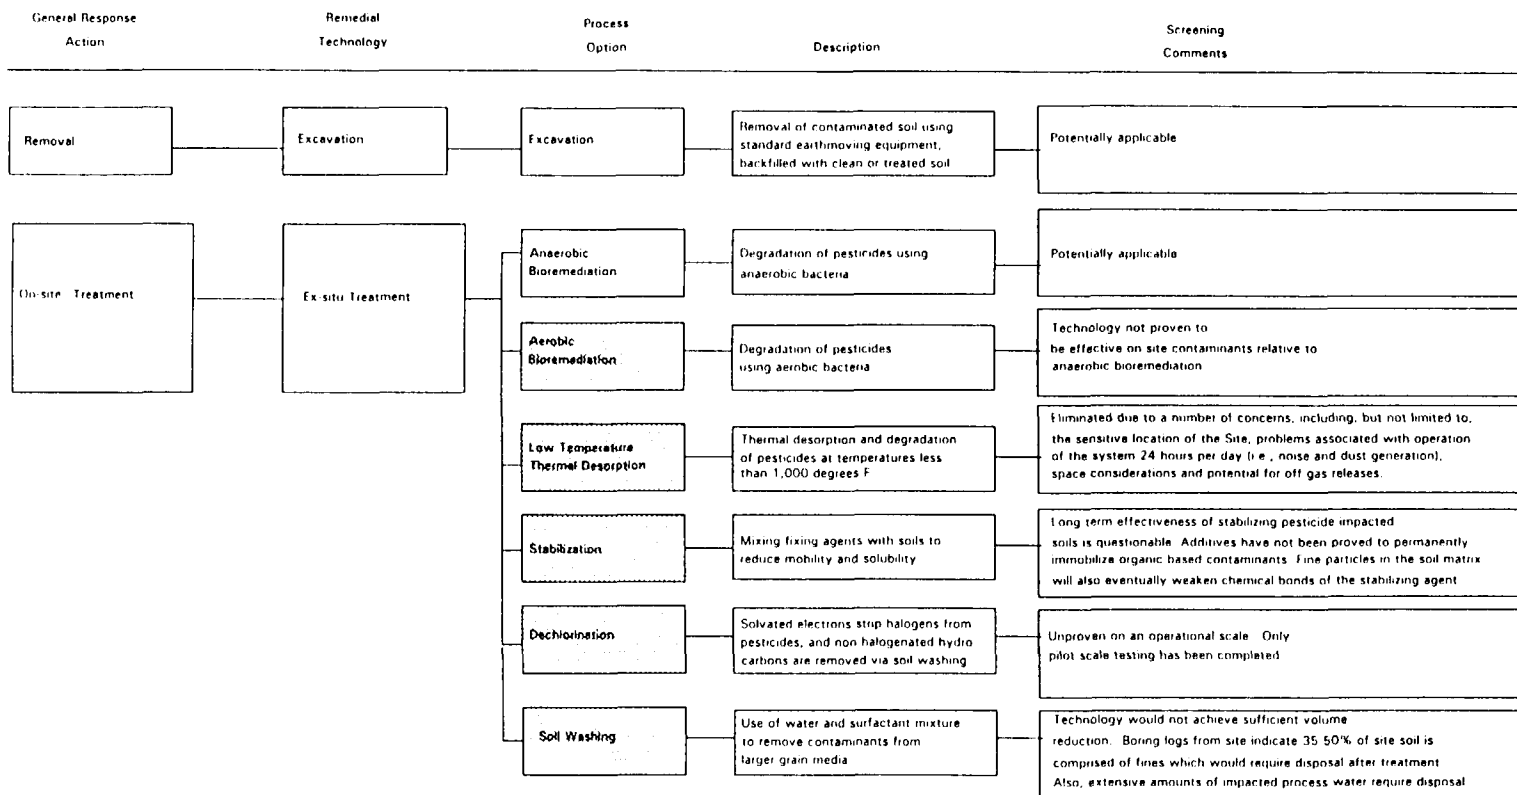 General Response
Action
Remedial
Technology
Process
Option
Description
Screening
Comments
Removal
Excavation
Excavation
Removal of contaminated soil using
standard earthmoving equipment,
backfilled with clean or treated soil
Potentially applicable
On-site Treatment
Ex-situ Treatment
Anaerobic
Bioremediation
Degradation of pesticides using
anaerobic bacteria
Potentially applicable
Aerobic
Bioremediation
Degradation of pesticides
using aerobic bacteria
Technology not proven to
be effective on site contaminants relative to
anaerobic bioremediation
Low Temperature
Thermal Desorption
Thermal desorption and degradation
of pesticides at temperatures less
than 1,000 degrees F
Eliminated due to a number of concerns, including, but not limited to,
the sensitive location of the Site, problems associated with operation
of the system 24 hours per day (i.e., noise and dust generation),
space considerations and potential for off gas releases.
Stabilization
Mixing fixing agents with soils to
reduce mobility and solubility
Long term effectiveness of stabilizing pesticide impacted
soils is questionable. Additives have not been proved to permanently
immobilize organic based contaminants. Fine particles in the soil matrix
will also eventually weaken chemical bonds of the stabilizing agent
Dechlorination
Solvated electrons strip halogens from
pesticides, and non halogenated hydro
carbons are removed via soil washing
Unproven on an operational scale. Only
pilot scale testing has been completed
Soil Washing
Use of water and surfactant mixture
to remove contaminants from
larger grain media
Technology would not achieve sufficient volume
reduction. Boring logs from site indicate 35 50% of site soil is
comprised of fines which would require disposal after treatment
Also, extensive amounts of impacted process water require disposal